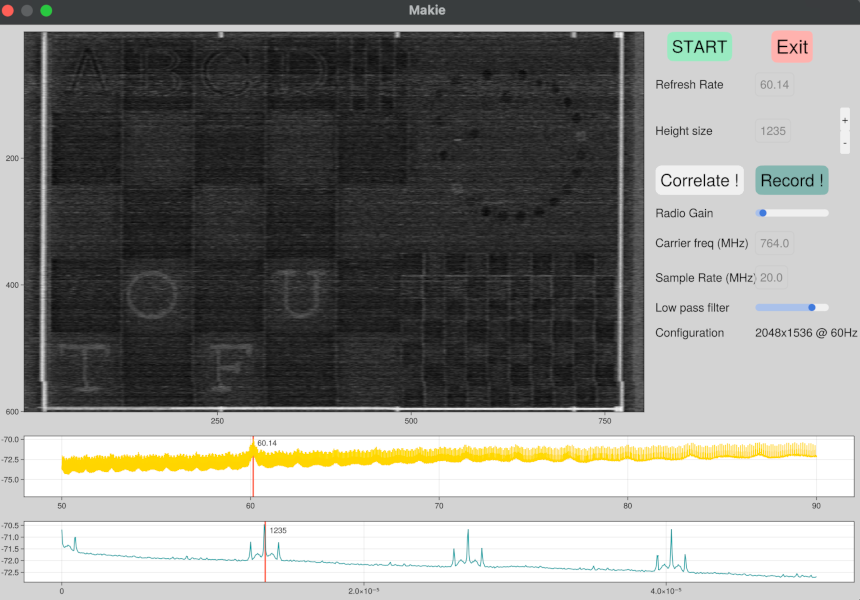 Makie
START Exit
Refresh Rate 60.14
Height size 1235
+
-
Correlate ! Record !
Radio Gain
Carrier freq (MHz) 764.0
Sample Rate (MHz) 20.0
Low pass filter
Configuration 2048x1536 @ 60Hz
A B C D
O U
T F
200
400
600
250 500 750
-70.0
-72.5
-75.0
60.14
50 60 70 80 90
-70.5
-71.0
-71.5
-72.0
-72.5
1235
0 2.0×10⁻⁵ 4.0×10⁻⁵